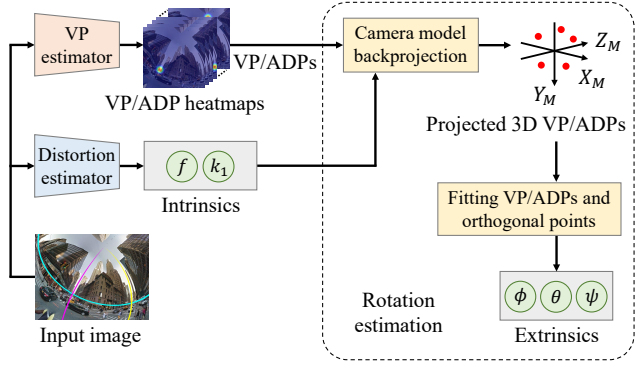 VP
estimator
VP/ADPs
VP/ADP heatmaps
Camera model
backprojection
Z_M
X_M
Y_M
Projected 3D VP/ADPs
Distortion
estimator
f k_1
Intrinsics
Fitting VP/ADPs and
orthogonal points
ϕ θ ψ
Extrinsics
Rotation
estimation
Input image